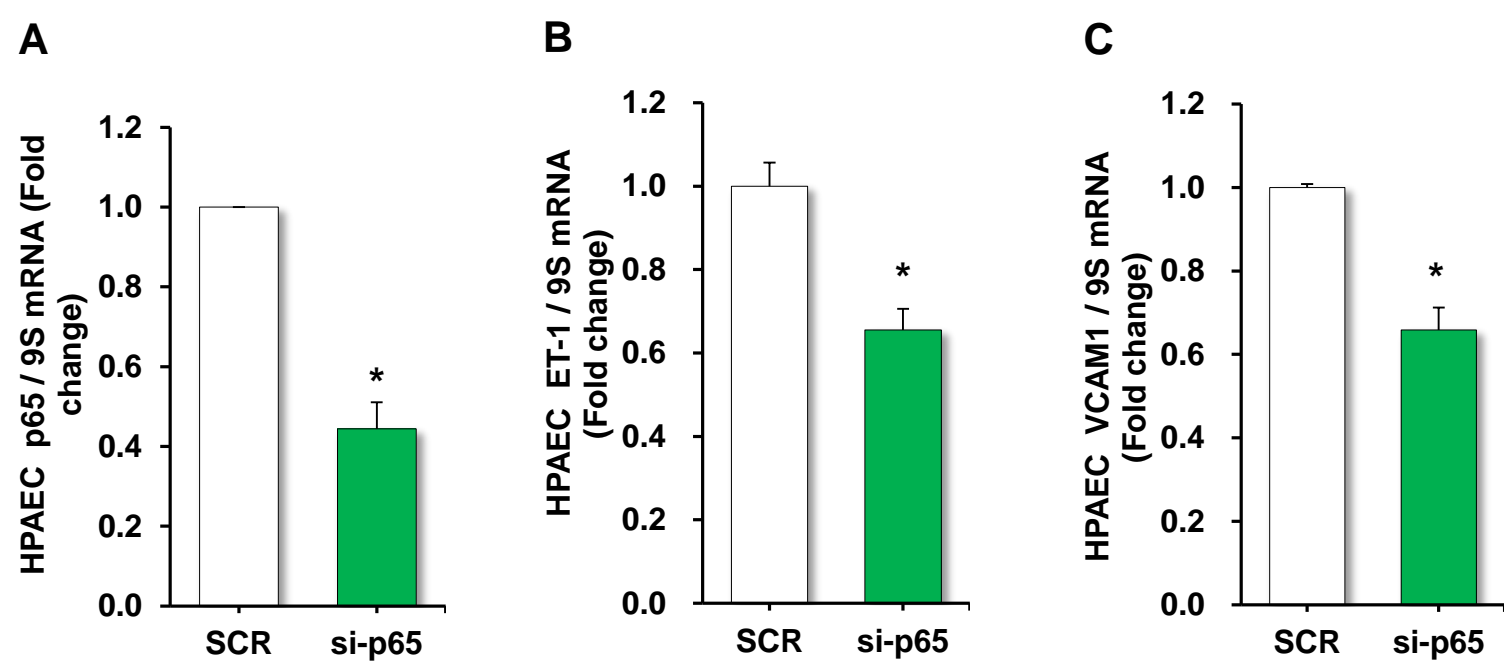 A
HPAEC p65 / 9S mRNA (Fold
change)
1.2
1.0
0.8
0.6
0.4
0.2
0.0
*
SCR
si-p65
B
HPAEC ET-1 / 9S mRNA
(Fold change)
1.2
1.0
0.8
0.6
0.4
0.2
0.0
*
SCR
si-p65
C
HPAEC VCAM1 / 9S mRNA
(Fold change)
1.2
1.0
0.8
0.6
0.4
0.2
0.0
*
SCR
si-p65